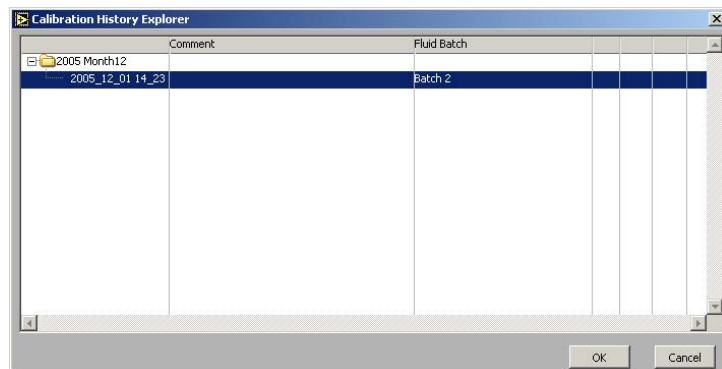 Calibration History Explorer
Comment Fluid Batch
2005 Month12
2005_12_01 14_23 Batch 2
OK Cancel